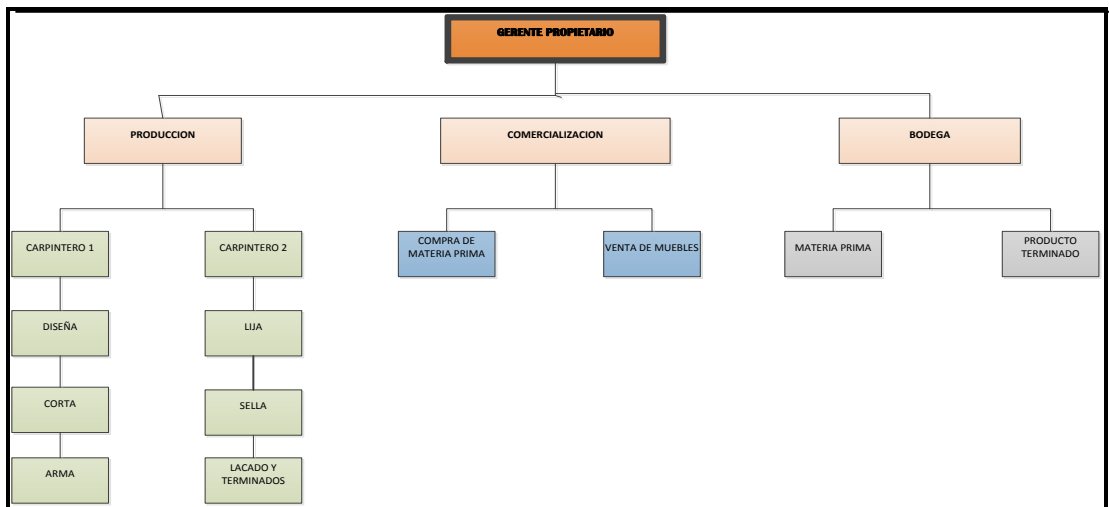 GERENTE PROPIETARIO
PRODUCCION
COMERCIALIZACION
BODEGA
CARPINTERO 1
CARPINTERO 2
COMPRA DE
MATERIA PRIMA
VENTA DE MUEBLES
MATERIA PRIMA
PRODUCTO
TERMINADO
DISEÑA
LIJA
CORTA
SELLA
ARMA
LACADO Y
TERMINADOS